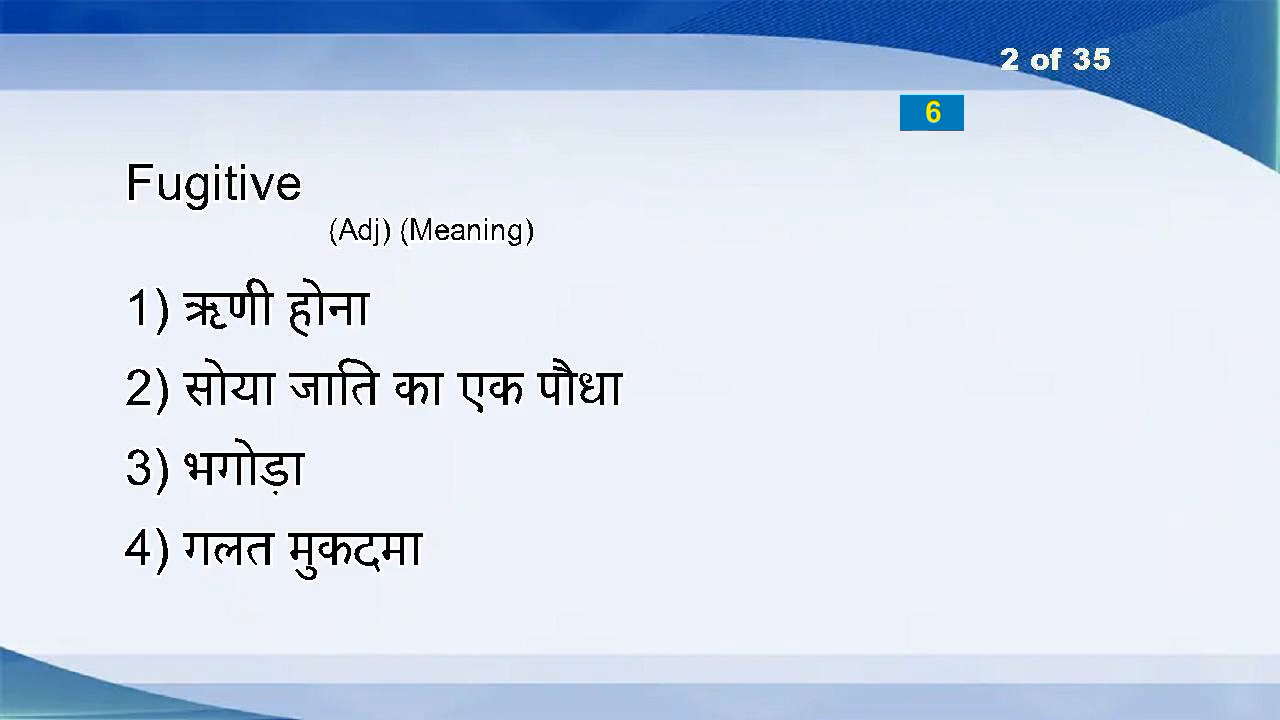 2 of 35
6
Fugitive
(Adj) (Meaning)
1) ऋणी होना
2) सोया जाति का एक पौधा
3) भगोड़ा
4) गलत मुकदमा